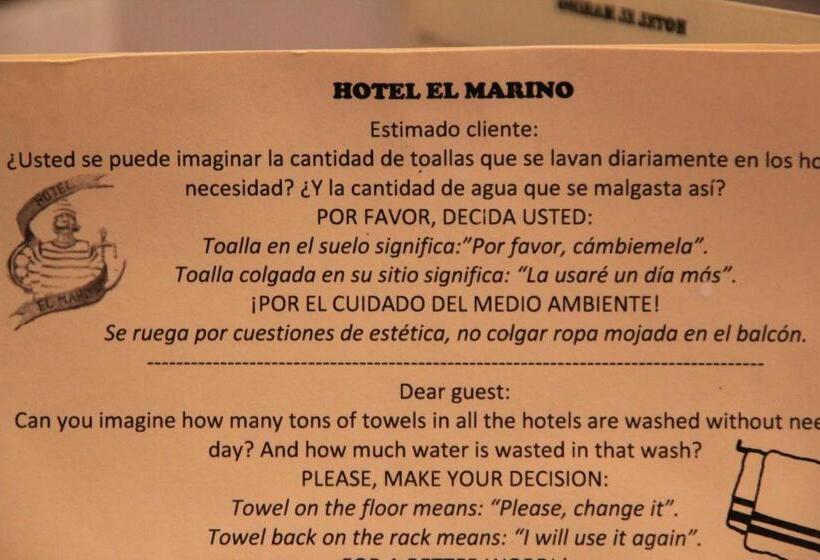 HOTEL EL MARINO
HOTEL EL MARINO
Estimado cliente:
¿Usted se puede imaginar la cantidad de toallas que se lavan diariamente en los
necesidad? ¿Y la cantidad de agua que se malgasta así?
HOTEL
POR FAVOR, DECIDA USTED:
Toalla en el suelo significa:”Por favor, cámbiemela”.
Toalla colgada en su sitio significa: “La usaré un día más”.
EL MARINO
¡POR EL CUIDADO DEL MEDIO AMBIENTE!
Se ruega por cuestiones de estética, no colgar ropa mojada en el balcón.
Dear guest:
Can you imagine how many tons of towels in all the hotels are washed without
day? And how much water is wasted in that wash?
PLEASE, MAKE YOUR DECISION:
Towel on the floor means: “Please, change it”.
Towel back on the rack means: “I will use it again”.